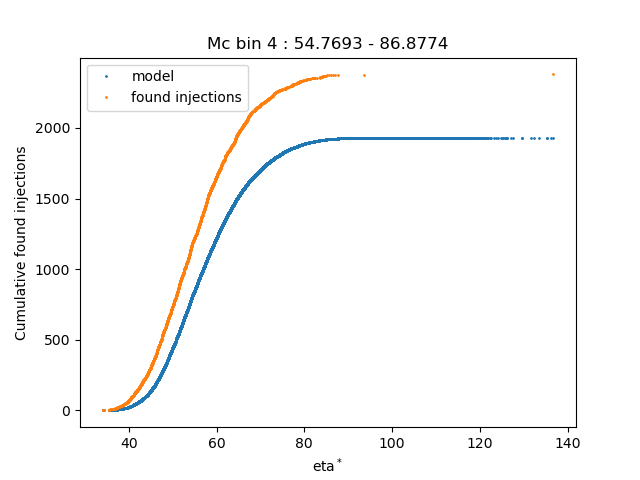 Mc bin 4 : 54.7693 - 86.8774
model
found injections
2000
1500
1000
500
0
Cumulative found injections
40 60 80 100 120 140
eta*